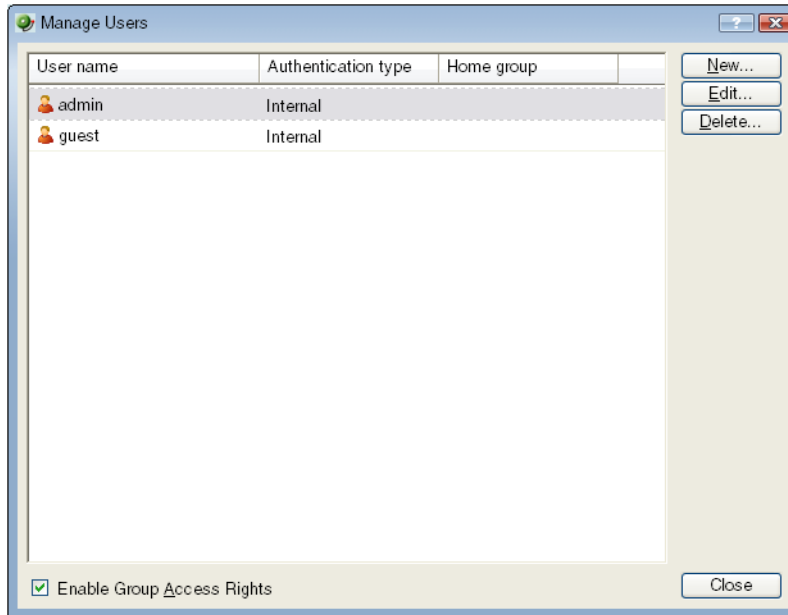 Manage Users
User name Authentication type Home group
admin Internal
guest Internal
New...
Edit...
Delete...
Enable Group Access Rights
Close